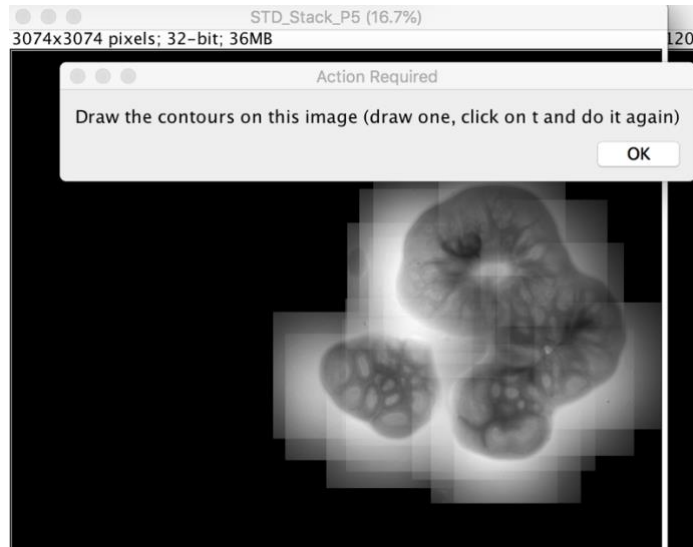 STD_Stack_P5 (16.7%)
3074x3074 pixels; 32-bit; 36MB
120
Action Required
Draw the contours on this image (draw one, click on t and do it again)
OK